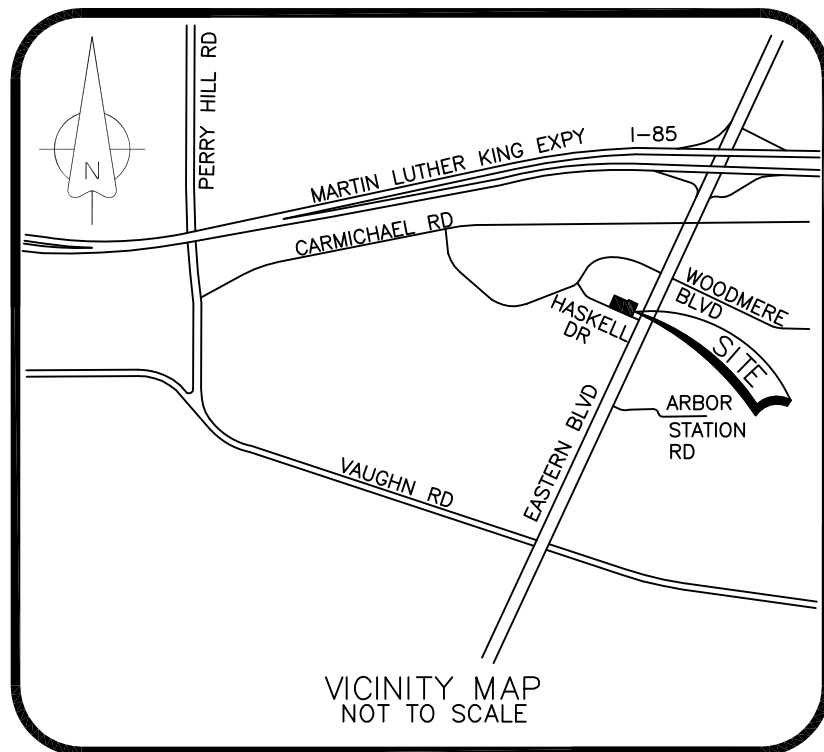 PERRY HILL RD
N
MARTIN LUTHER KING EXPY
I-85
CARMICHAEL RD
WOODMERE
BLVD
HASKELL
DR
SITE
ARBOR
STATION
RD
EASTERN BLVD
VAUGHN RD
VICINITY MAP
NOT TO SCALE